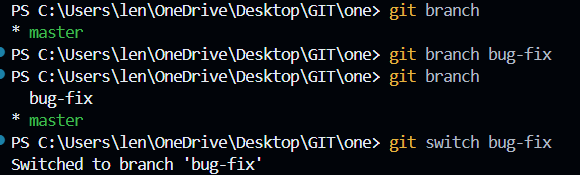 PS C:\Users\len\OneDrive\Desktop\GIT\one> git branch
* master
PS C:\Users\len\OneDrive\Desktop\GIT\one> git branch bug-fix
PS C:\Users\len\OneDrive\Desktop\GIT\one> git branch
  bug-fix
* master
PS C:\Users\len\OneDrive\Desktop\GIT\one> git switch bug-fix
Switched to branch 'bug-fix'